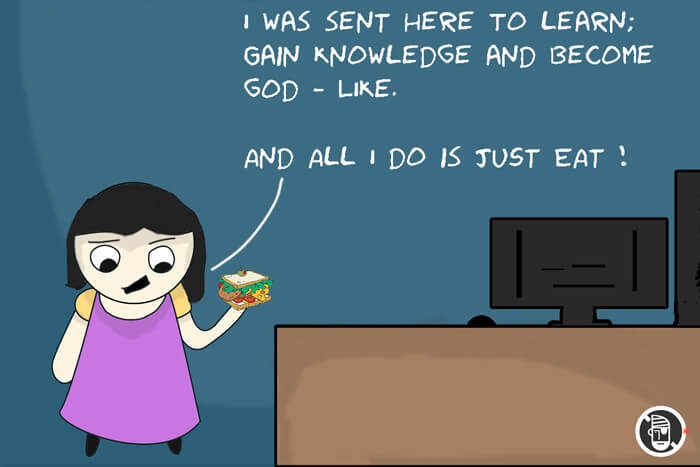 I WAS SENT HERE TO LEARN;
GAIN KNOWLEDGE AND BECOME
GOD - LIKE.
AND ALL I DO IS JUST EAT !